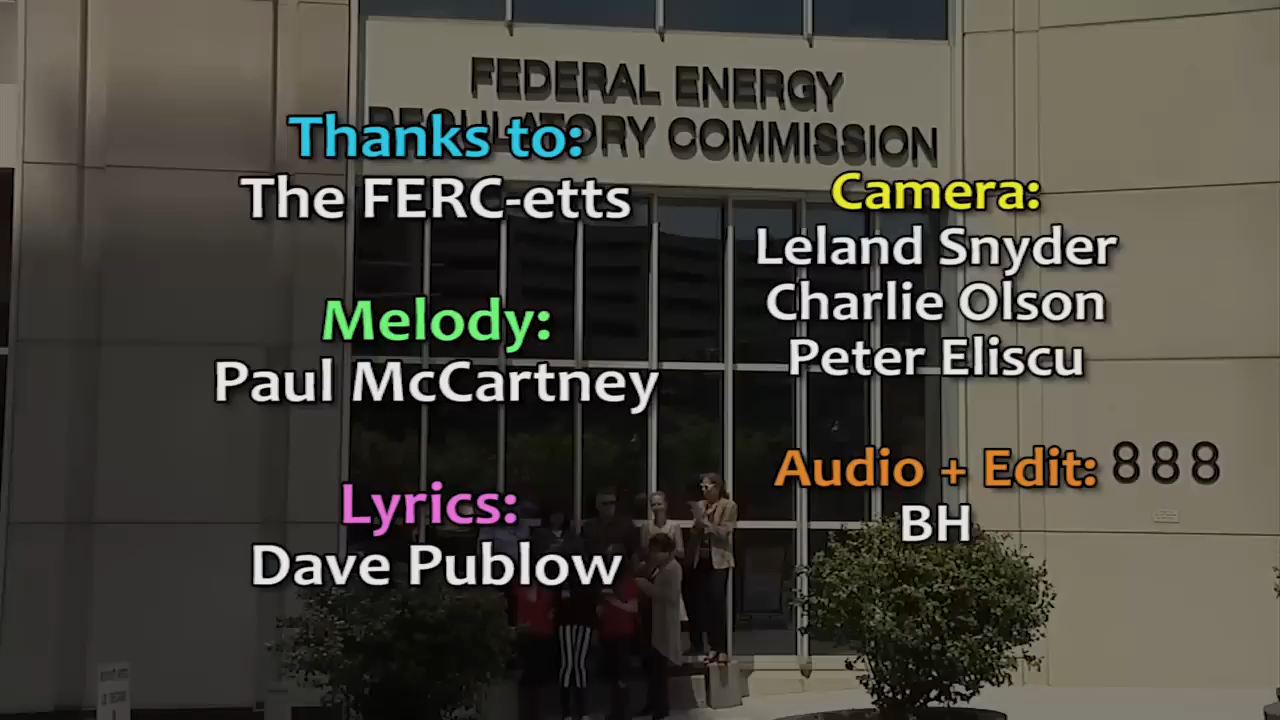 FEDERAL ENERGY
REGULATORY COMMISSION
Thanks to:
The FERC-etts
Melody:
Paul McCartney
Lyrics:
Dave Publow
Camera:
Leland Snyder
Charlie Olson
Peter Eliscu
Audio + Edit:
BH
888